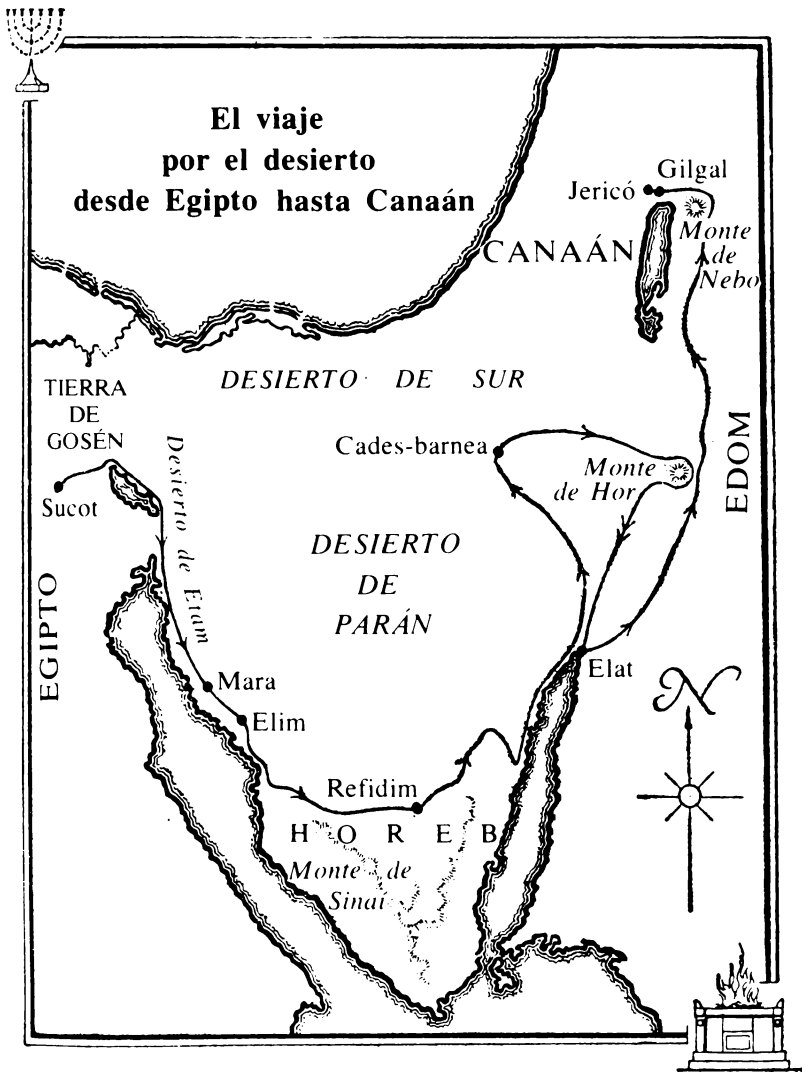 El viaje
por el desierto
desde Egipto hasta Canaán
Gilgal
Jericó
Monte
de
Nebo
CANAÁN
TIERRA
DE
GOSÉN
DESIERTO DE SUR
Desierto de Etam
Cades-barnea
Monte
de Hor
EDOM
Sucot
DESIERTO
DE
PARÁN
EGIPTO
Mara
Elat
Elim
N
Refidim
HOREB
Monte de
Sinai